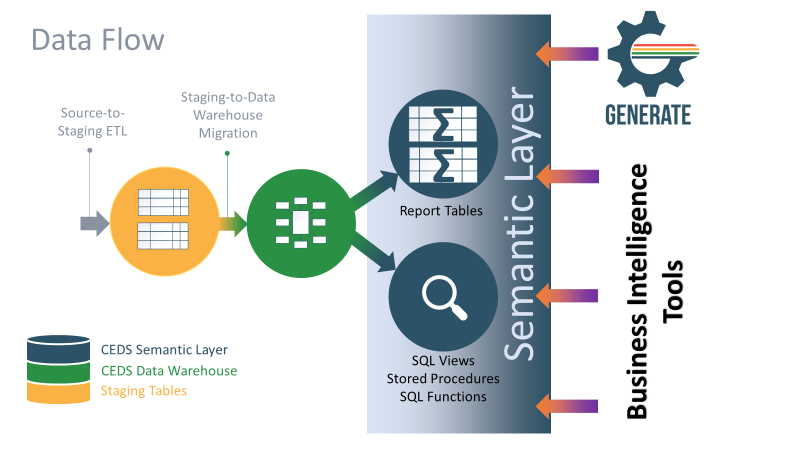 Data Flow
Source-to-
Staging ETL
Staging-to-Data
Warehouse
Migration
Report Tables
SQL Views
Stored Procedures
SQL Functions
Semantic Layer
GENERATE
Business Intelligence
Tools
CEDS Semantic Layer
CEDS Data Warehouse
Staging Tables